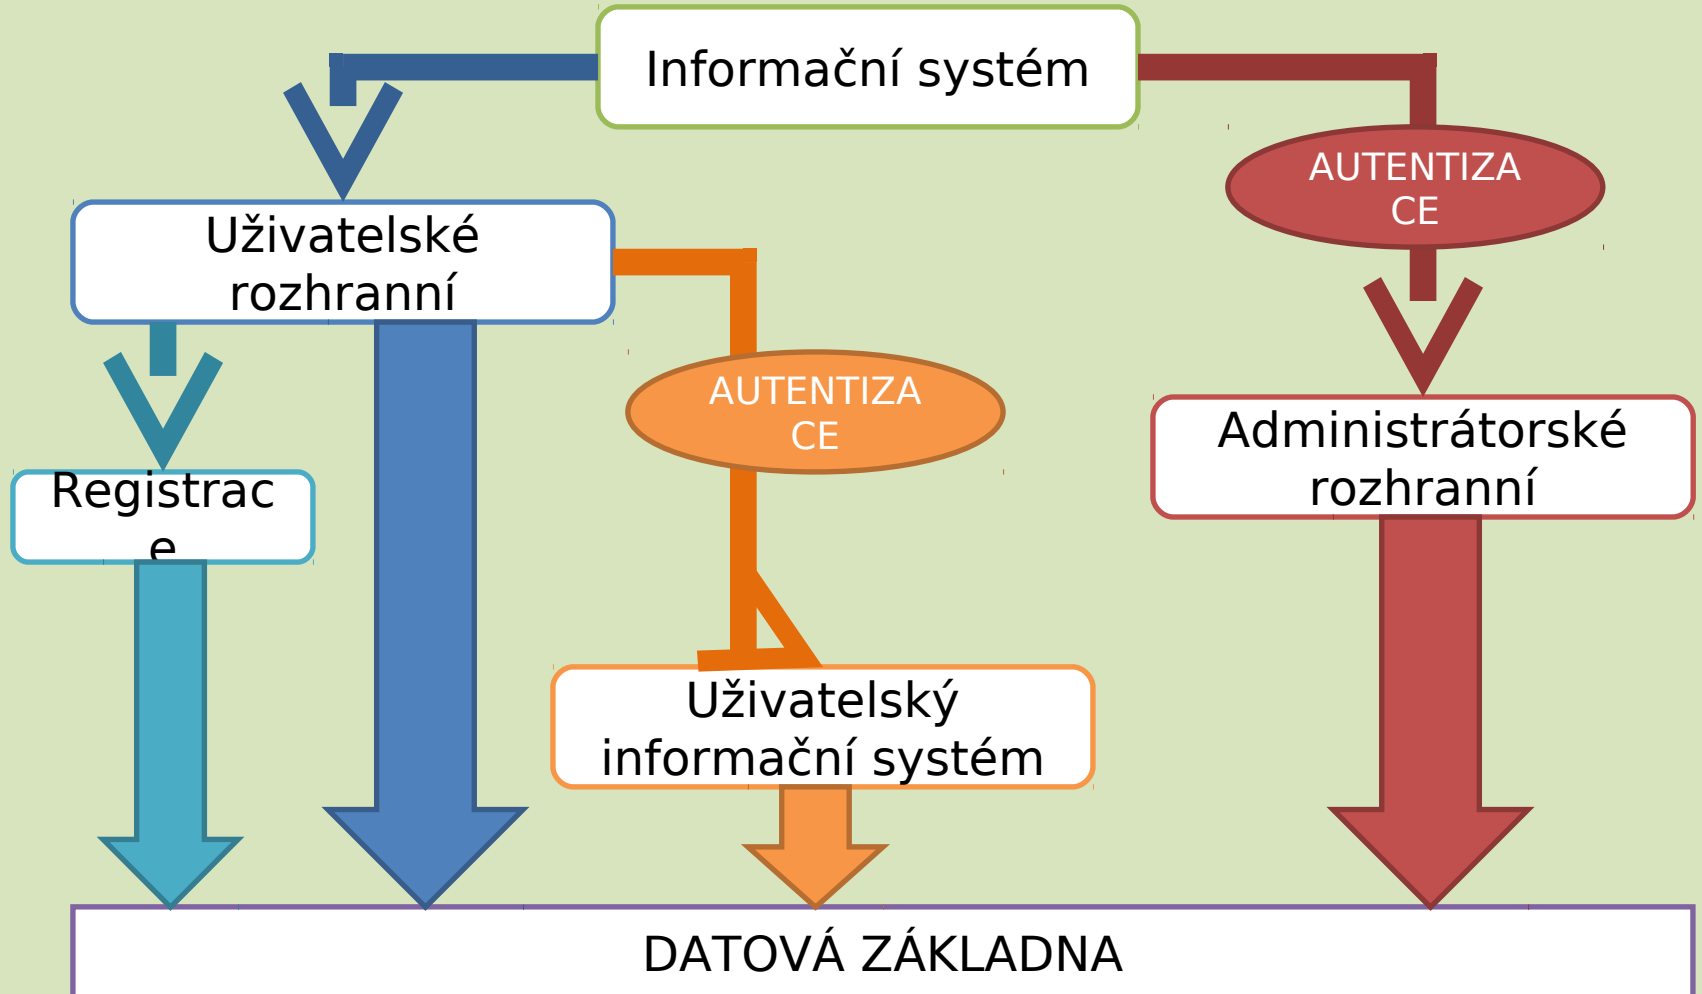 Informační systém
AUTENTIZA
CE
Uživatelské
rozhranní
AUTENTIZA
CE
Administrátorské
rozhranní
Registrac
e
Uživatelský
informační systém
DATOVÁ ZÁKLADNA